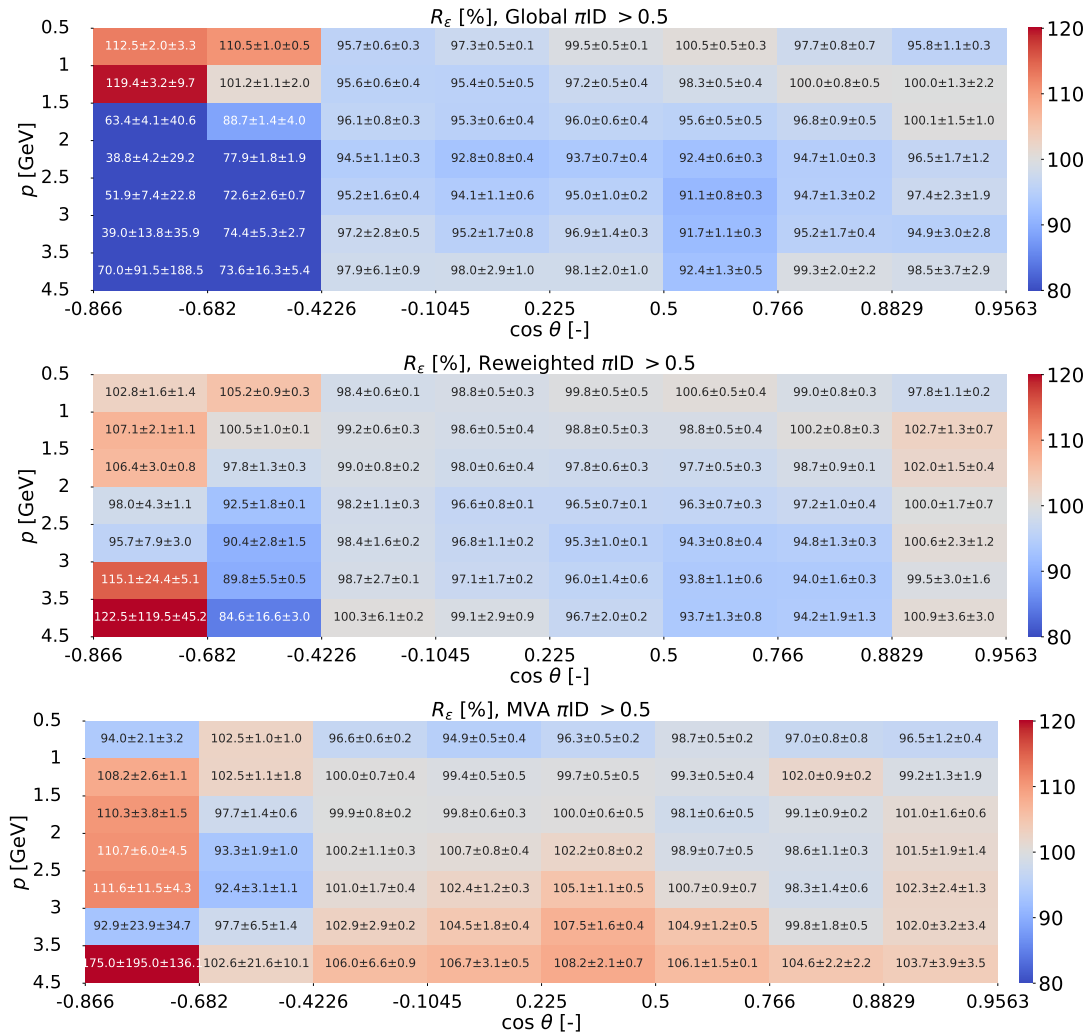 R_ε [%], Global πID > 0.5
0.5 120
112.5±2.0±3.3 110.5±1.0±0.5 95.7±0.6±0.3 97.3±0.5±0.1 99.5±0.5±0.1 100.5±0.5±0.3 97.7±0.8±0.7 95.8±1.1±0.3
1
119.4±3.2±9.7 101.2±1.1±2.0 95.6±0.6±0.4 95.4±0.5±0.5 97.2±0.5±0.4 98.3±0.5±0.4 100.0±0.8±0.5 100.0±1.3±2.2
1.5 110
63.4±4.1±40.6 88.7±1.4±4.0 96.1±0.8±0.3 95.3±0.6±0.4 96.0±0.6±0.4 95.6±0.5±0.5 96.8±0.9±0.5 100.1±1.5±1.0
2
38.8±4.2±29.2 77.9±1.8±1.9 94.5±1.1±0.3 92.8±0.8±0.4 93.7±0.7±0.4 92.4±0.6±0.3 94.7±1.0±0.3 96.5±1.7±1.2
p [GeV] 2.5 100
51.9±7.4±22.8 72.6±2.6±0.7 95.2±1.6±0.4 94.1±1.1±0.6 95.0±1.0±0.2 91.1±0.8±0.3 94.7±1.3±0.2 97.4±2.3±1.9
3 90
39.0±13.8±35.9 74.4±5.3±2.7 97.2±2.8±0.5 95.2±1.7±0.8 96.9±1.4±0.3 91.7±1.1±0.3 95.2±1.7±0.4 94.9±3.0±2.8
3.5
70.0±91.5±188.5 73.6±16.3±5.4 97.9±6.1±0.9 98.0±2.9±1.0 98.1±2.0±1.0 92.4±1.3±0.5 99.3±2.0±2.2 98.5±3.7±2.9
4.5 80
-0.866 -0.682 -0.4226 -0.1045 0.225 0.5 0.766 0.8829 0.9563
cos θ [-]
R_ε [%], Reweighted πID > 0.5
0.5 120
102.8±1.6±1.4 105.2±0.9±0.3 98.4±0.6±0.1 98.8±0.5±0.3 99.8±0.5±0.5 100.6±0.5±0.4 99.0±0.8±0.3 97.8±1.1±0.2
1
107.1±2.1±1.1 100.5±1.0±0.1 99.2±0.6±0.3 98.6±0.5±0.4 98.8±0.5±0.3 98.8±0.5±0.4 100.2±0.8±0.3 102.7±1.3±0.7
1.5 110
106.4±3.0±0.8 97.8±1.3±0.3 99.0±0.8±0.2 98.0±0.6±0.4 97.8±0.6±0.3 97.7±0.5±0.3 98.7±0.9±0.1 102.0±1.5±0.4
2
98.0±4.3±1.1 92.5±1.8±0.1 98.2±1.1±0.3 96.6±0.8±0.1 96.5±0.7±0.1 96.3±0.7±0.3 97.2±1.0±0.4 100.0±1.7±0.7
p [GeV] 2.5 100
95.7±7.9±3.0 90.4±2.8±1.5 98.4±1.6±0.2 96.8±1.1±0.2 95.3±1.0±0.1 94.3±0.8±0.4 94.8±1.3±0.3 100.6±2.3±1.2
3 90
115.1±24.4±5.1 89.8±5.5±0.5 98.7±2.7±0.1 97.1±1.7±0.2 96.0±1.4±0.6 93.8±1.1±0.6 94.0±1.6±0.3 99.5±3.0±1.6
3.5
122.5±119.5±45.2 84.6±16.6±3.0 100.3±6.1±0.2 99.1±2.9±0.9 96.7±2.0±0.2 93.7±1.3±0.8 94.2±1.9±1.3 100.9±3.6±3.0
4.5 80
-0.866 -0.682 -0.4226 -0.1045 0.225 0.5 0.766 0.8829 0.9563
cos θ [-]
R_ε [%], MVA πID > 0.5
0.5 120
94.0±2.1±3.2 102.5±1.0±1.0 96.6±0.6±0.2 94.9±0.5±0.4 96.3±0.5±0.2 98.7±0.5±0.2 97.0±0.8±0.8 96.5±1.2±0.4
1
108.2±2.6±1.1 102.5±1.1±1.8 100.0±0.7±0.4 99.4±0.5±0.5 99.7±0.5±0.5 99.3±0.5±0.4 102.0±0.9±0.2 99.2±1.3±1.9
1.5 110
110.3±3.8±1.5 97.7±1.4±0.6 99.9±0.8±0.2 99.8±0.6±0.3 100.0±0.6±0.5 98.1±0.6±0.5 99.1±0.9±0.2 101.0±1.6±0.6
2
110.7±6.0±4.5 93.3±1.9±1.0 100.2±1.1±0.3 100.7±0.8±0.4 102.2±0.8±0.2 98.9±0.7±0.5 98.6±1.1±0.3 101.5±1.9±1.4
p [GeV] 2.5 100
111.6±11.5±4.3 92.4±3.1±1.1 101.0±1.7±0.4 102.4±1.2±0.3 105.1±1.1±0.5 100.7±0.9±0.7 98.3±1.4±0.6 102.3±2.4±1.3
3 90
92.9±23.9±34.7 97.7±6.5±1.4 102.9±2.9±0.2 104.5±1.8±0.4 107.5±1.6±0.4 104.9±1.2±0.5 99.8±1.8±0.5 102.0±3.2±3.4
3.5
175.0±195.0±136. 102.6±21.6±10.1 106.0±6.6±0.9 106.7±3.1±0.5 108.2±2.1±0.7 106.1±1.5±0.1 104.6±2.2±2.2 103.7±3.9±3.5
4.5 80
-0.866 -0.682 -0.4226 -0.1045 0.225 0.5 0.766 0.8829 0.9563
cos θ [-]